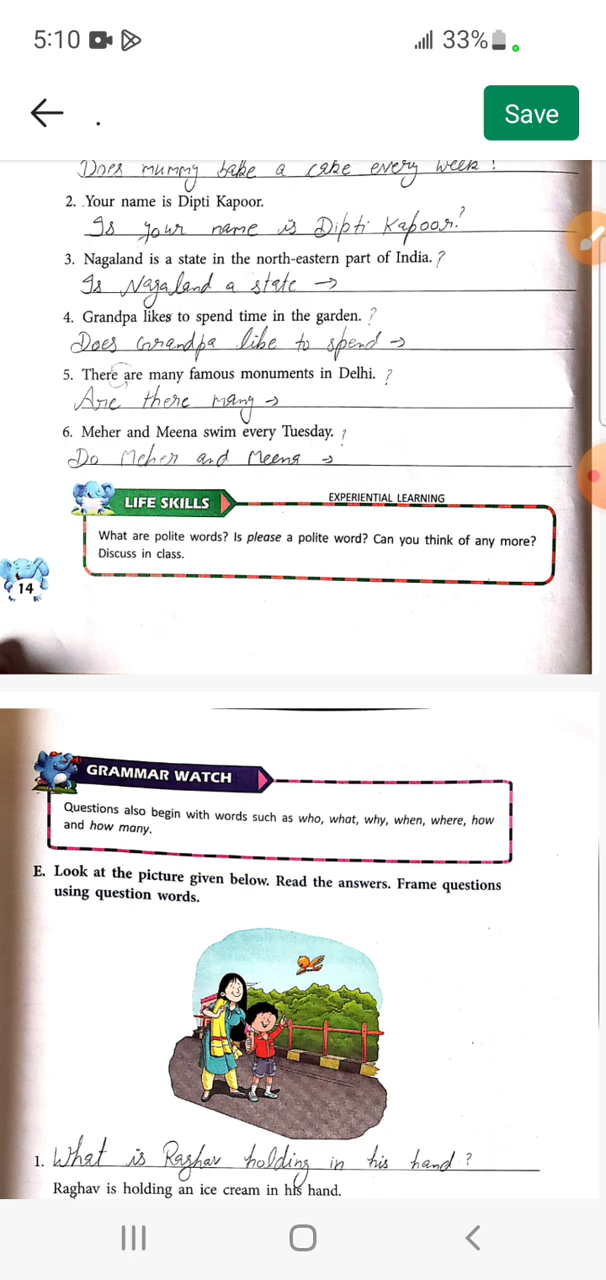 5:10
33%
.
Save
Does mummy bake a cake every week ?
2. Your name is Dipti Kapoor.
Is your name is Dipti Kapoor?
3. Nagaland is a state in the north-eastern part of India. ?
Is Nagaland a state →
4. Grandpa likes to spend time in the garden. ?
Does Grandpa like to spend →
5. There are many famous monuments in Delhi. ?
Are there many →
6. Meher and Meena swim every Tuesday. ?
Do Meher and Meena →
LIFE SKILLS
EXPERIENTIAL LEARNING
What are polite words? Is please a polite word? Can you think of any more?
Discuss in class.
14
GRAMMAR WATCH
Questions also begin with words such as who, what, why, when, where, how
and how many.
E. Look at the picture given below. Read the answers. Frame questions
using question words.
1. What is Raghav holding in his hand ?
Raghav is holding an ice cream in his hand.